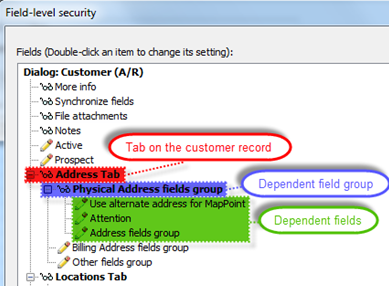 Field-level security
Fields (Double-click an item to change its setting):
Dialog: Customer (A/R)
More info
Synchronize fields
File attachments
Notes
Active
Prospect
Tab on the customer record
Address Tab
Physical Address fields group
Dependent field group
Use alternate address for MapPoint
Attention
Dependent fields
Address fields group
Billing Address fields group
Other fields group
Locations Tab